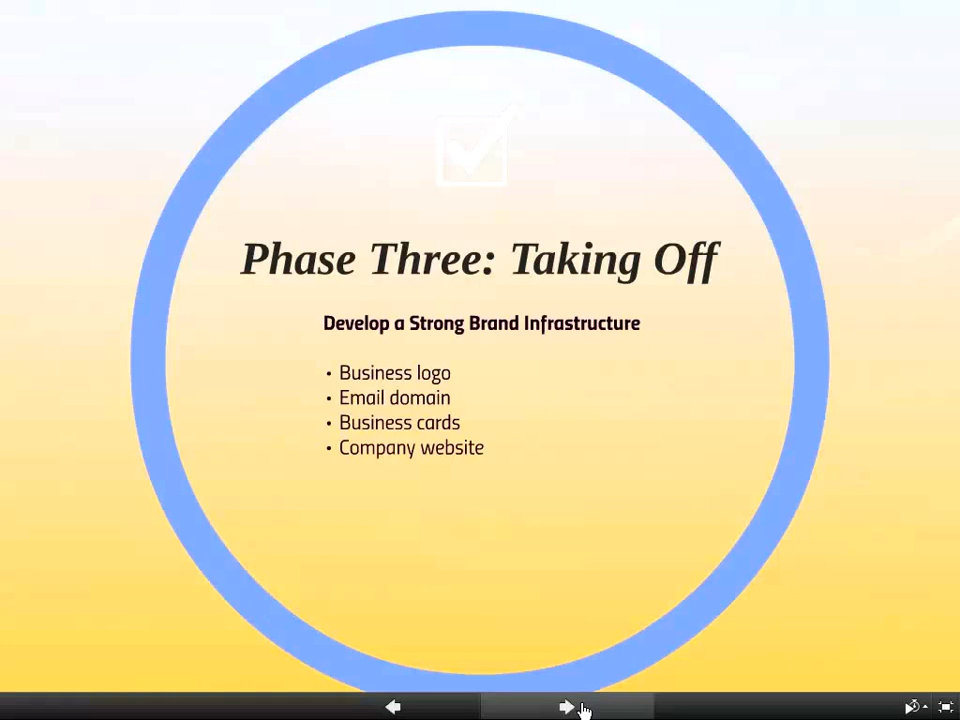 Phase Three: Taking Off
Develop a Strong Brand Infrastructure
• Business logo
• Email domain
• Business cards
• Company website